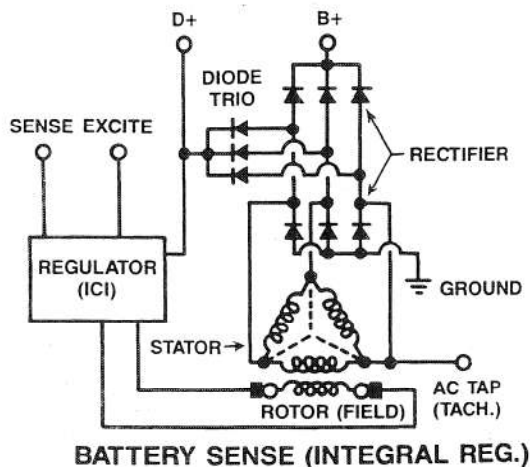 D+
B+
DIODE
TRIO
SENSE EXCITE
RECTIFIER
REGULATOR
(ICI)
GROUND
STATOR
ROTOR (FIELD)
AC TAP
(TACH.)
BATTERY SENSE (INTEGRAL REG.)